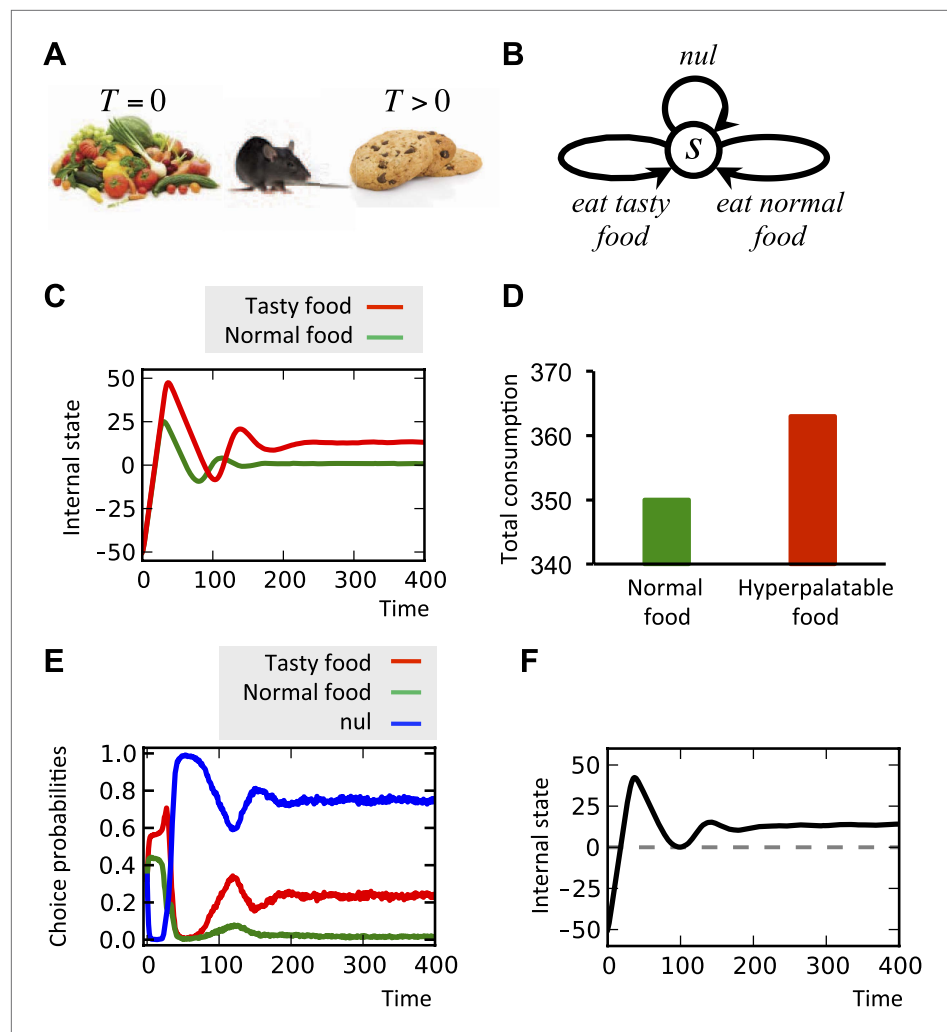 A
T = 0
T > 0
B
nul
S
eat tasty
food
eat normal
food
C
Tasty food
Normal food
Internal state
50
25
0
−25
−50
0
100
200
300
400
Time
D
Total consumption
370
360
350
340
Normal
food
Hyperpalatable
food
E
Tasty food
Normal food
nul
Choice probabilities
1.0
0.8
0.6
0.4
0.2
0.0
0
100
200
300
400
Time
F
Internal state
50
25
0
−25
−50
0
100
200
300
400
Time